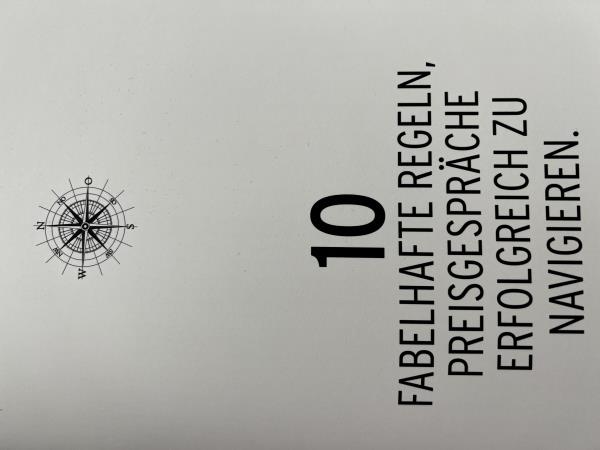 N
W O
S
10
FABELHAFTE REGELN,
PREISGESPRÄCHE
ERFOLGREICH ZU
NAVIGIEREN.